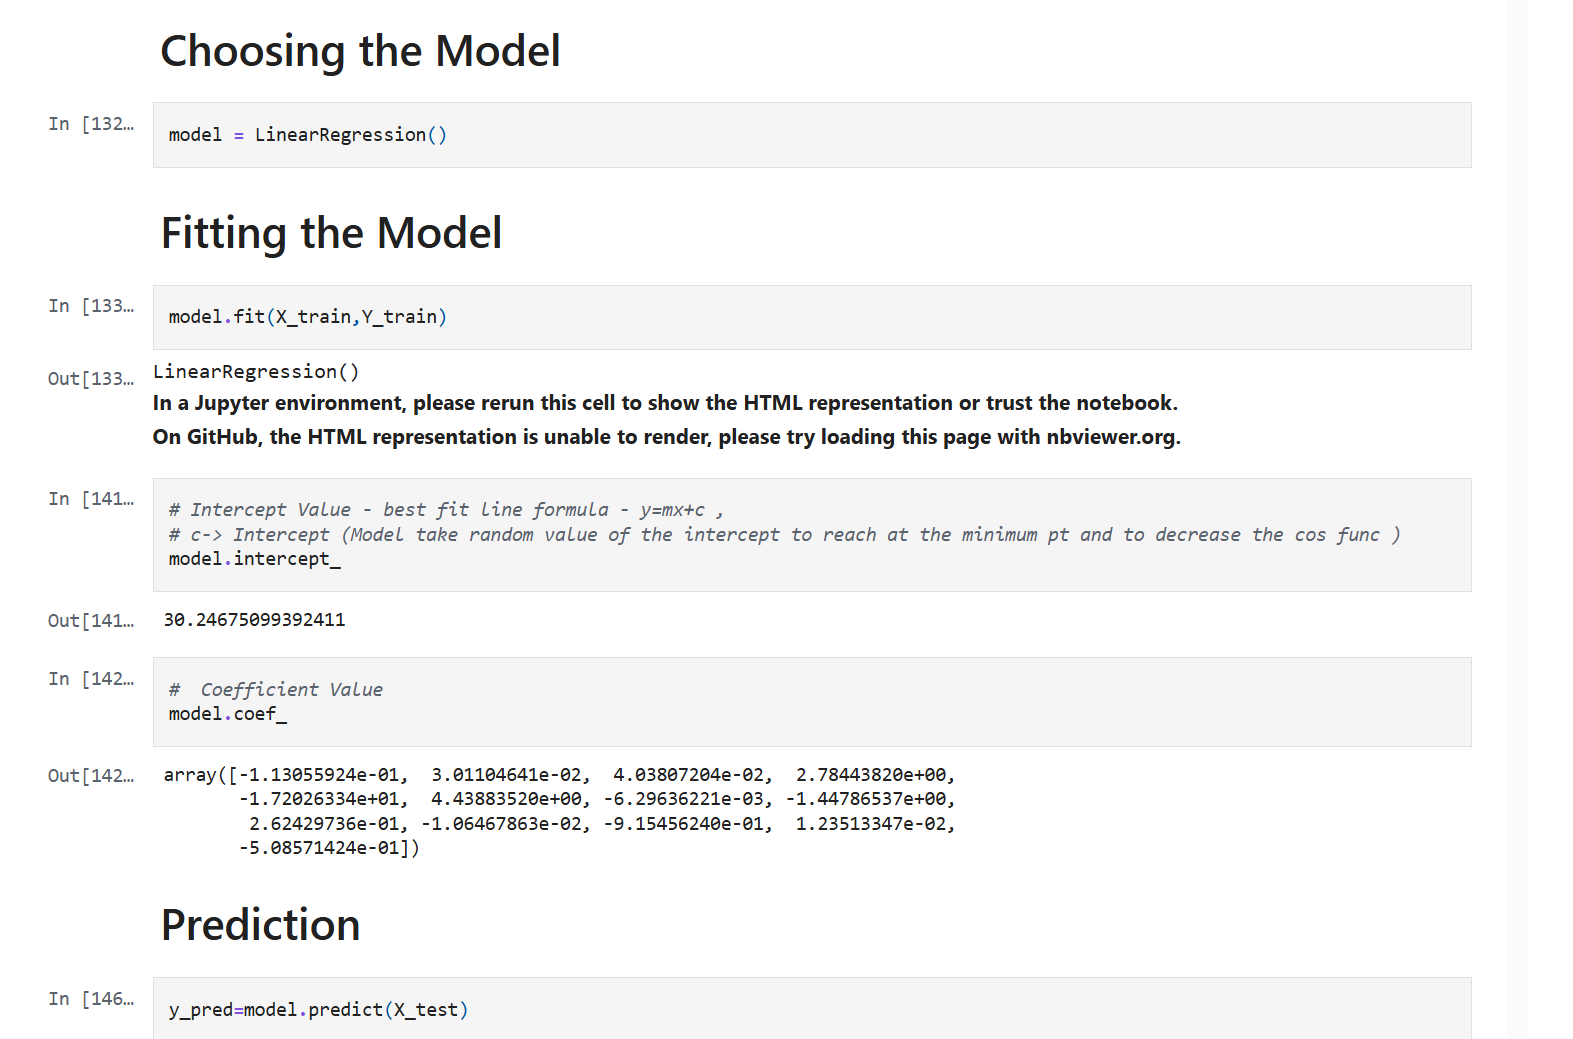 Choosing the Model
In [132…
model = LinearRegression()
Fitting the Model
In [133…
model.fit(X_train,Y_train)
Out[133…
LinearRegression()
In a Jupyter environment, please rerun this cell to show the HTML representation or trust the notebook.
On GitHub, the HTML representation is unable to render, please try loading this page with nbviewer.org.
In [141…
# Intercept Value - best fit line formula - y=mx+c ,
# c-> Intercept (Model take random value of the intercept to reach at the minimum pt and to decrease the cos func )
model.intercept_
Out[141…
30.24675099392411
In [142…
#  Coefficient Value
model.coef_
Out[142…
array([-1.13055924e-01,  3.01104641e-02,  4.03807204e-02,  2.78443820e+00,
-1.72026334e+01,  4.43883520e+00, -6.29636221e-03, -1.44786537e+00,
2.62429736e-01, -1.06467863e-02, -9.15456240e-01,  1.23513347e-02,
-5.08571424e-01])
Prediction
In [146…
y_pred=model.predict(X_test)